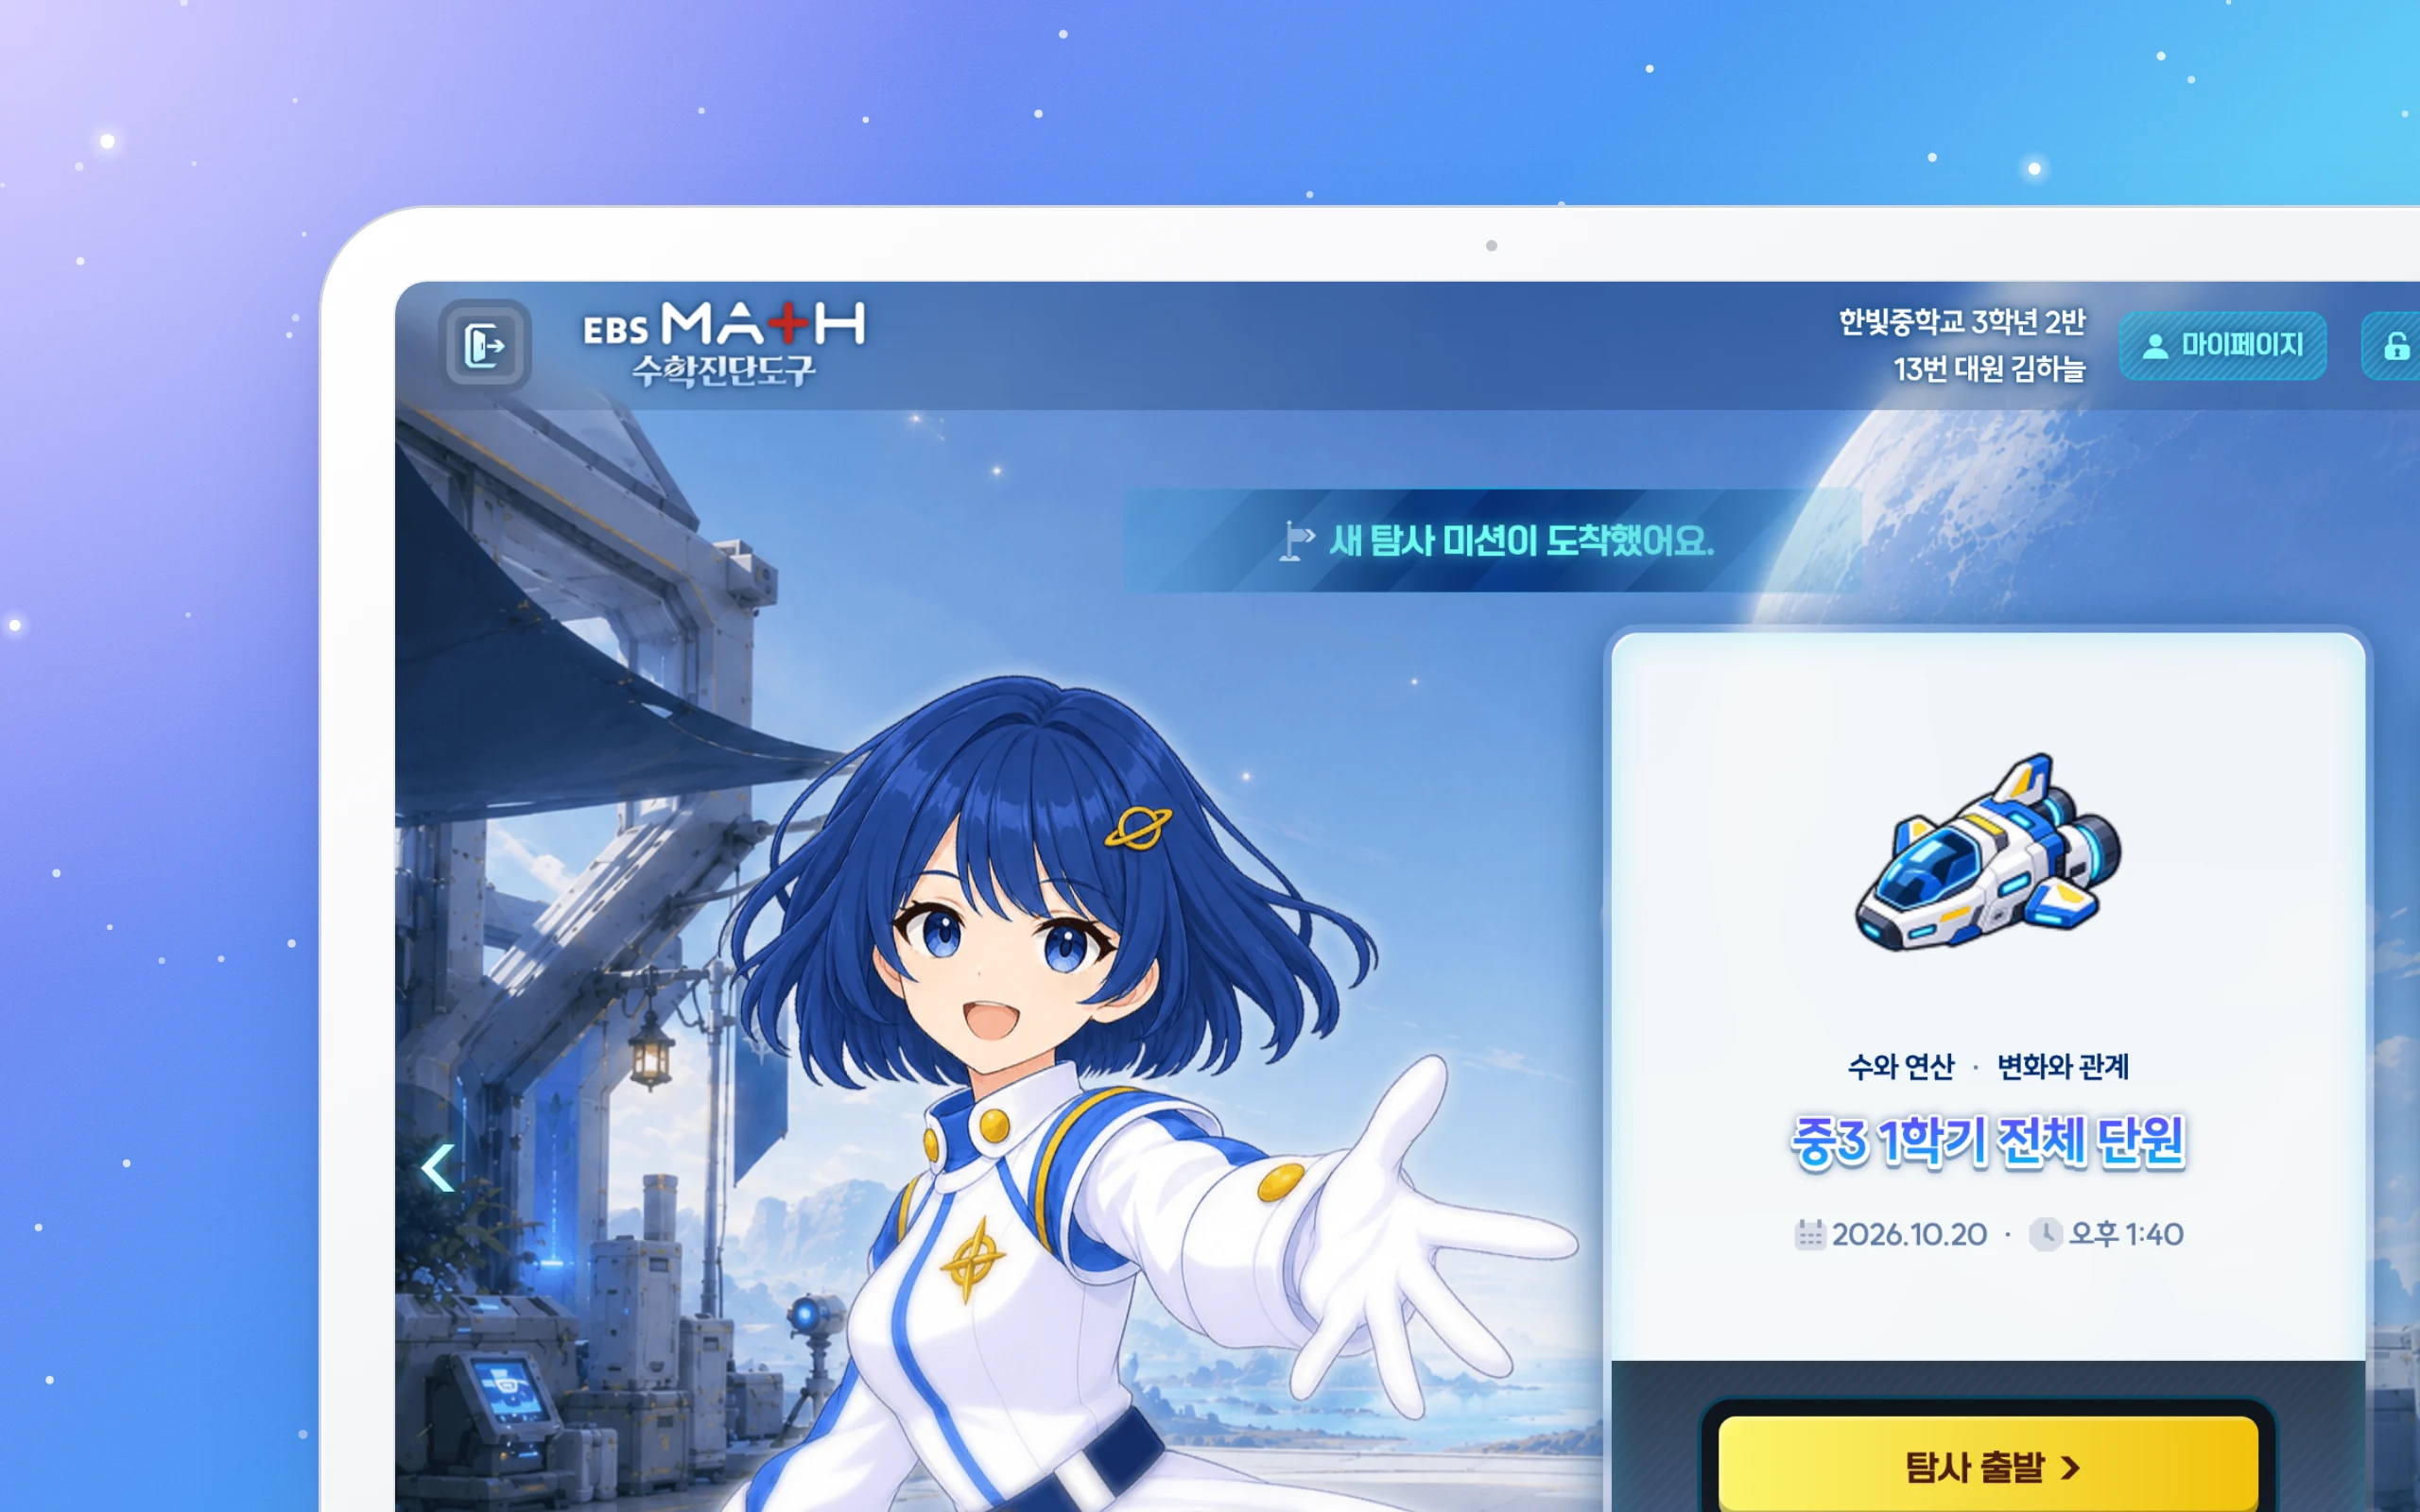 EBS MATH
수학진단도구
한빛중학교 3학년 2반
13번 대원 김하늘
마이페이지
새 탐사 미션이 도착했어요.
수와 연산 · 변화와 관계
중3 1학기 전체 단원
2026.10.20 · 오후 1:40
탐사 출발